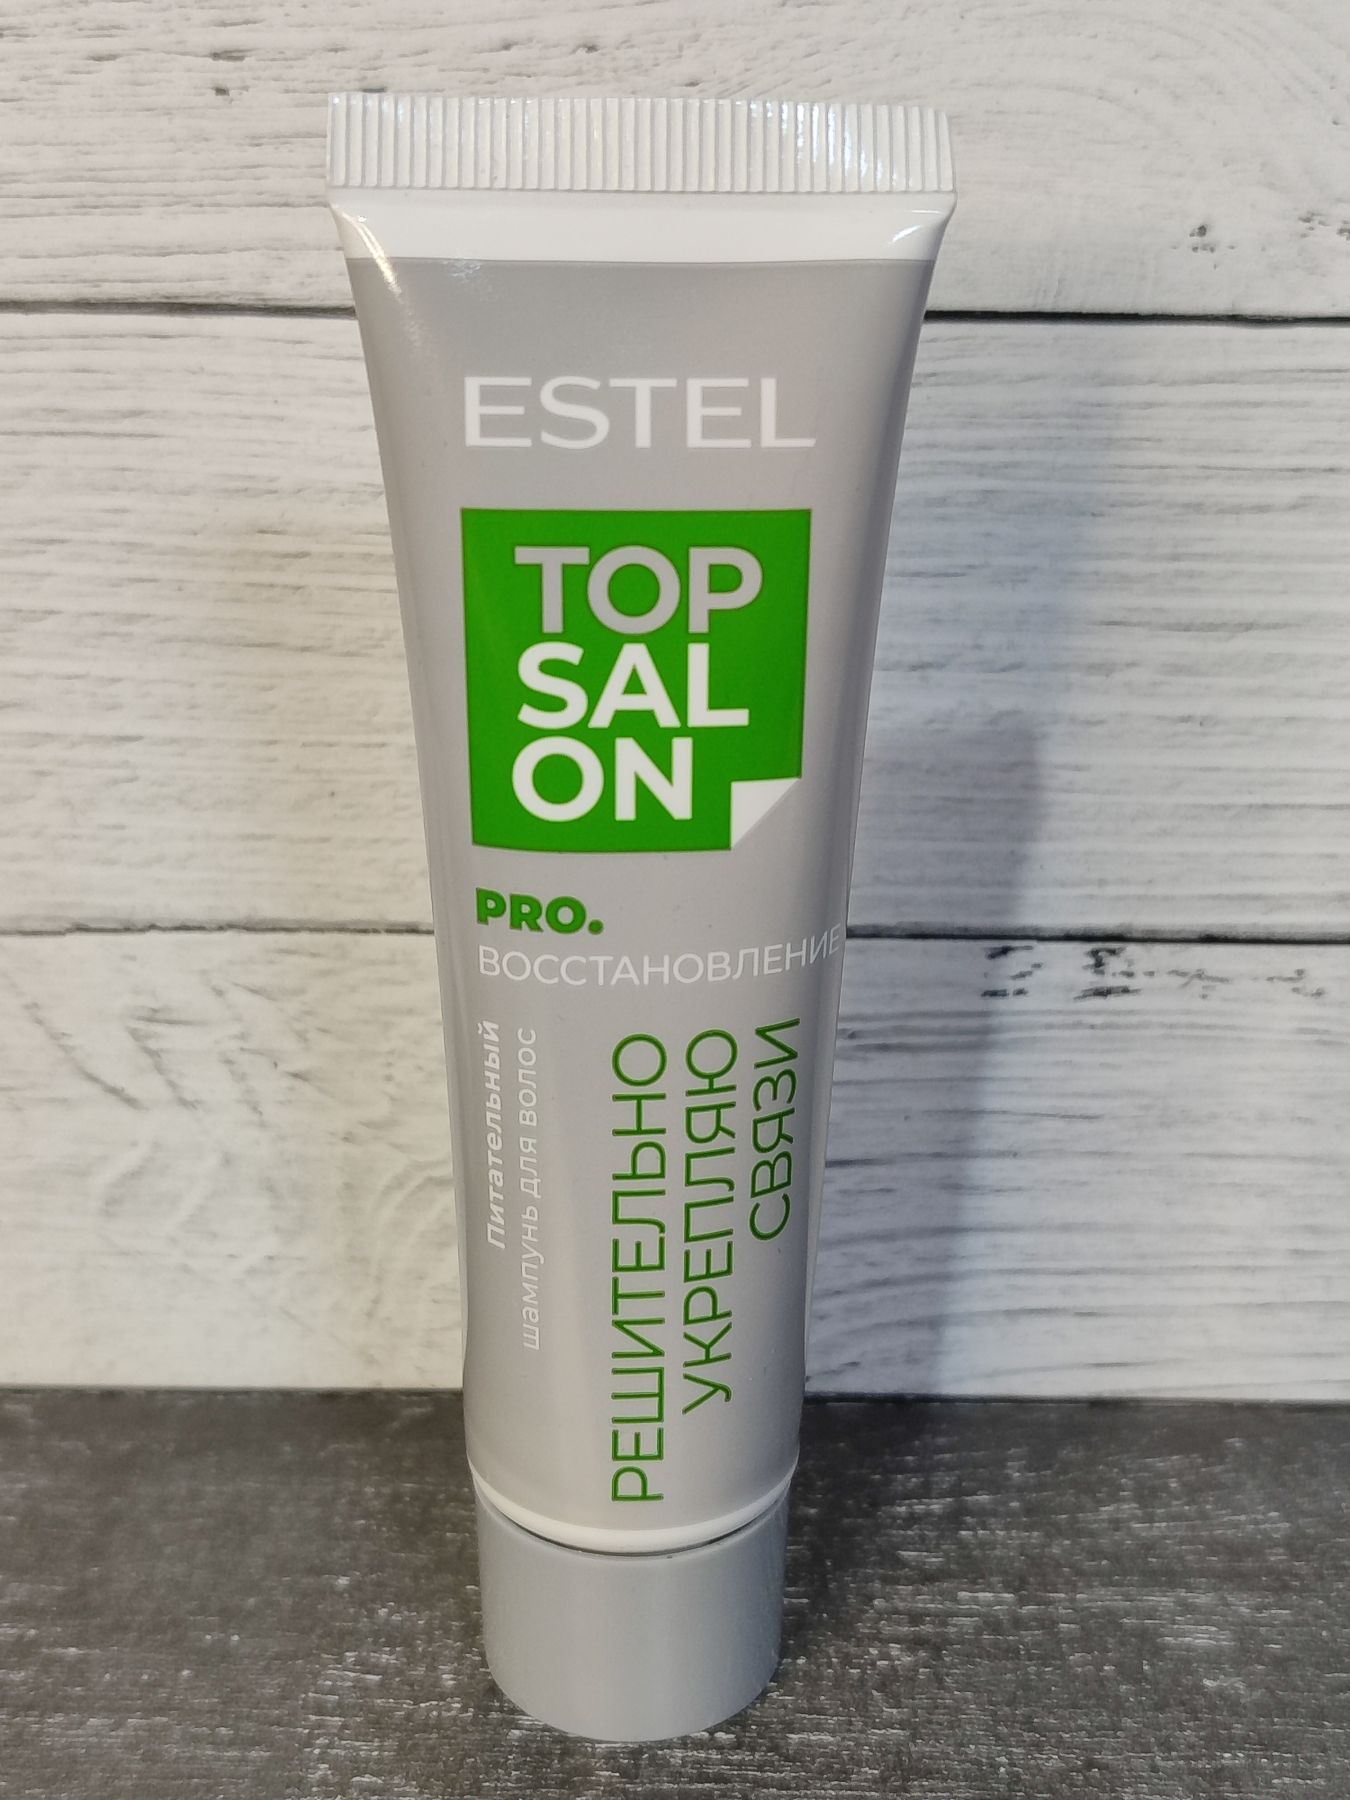 ESTEL
TOP
SAL
ON
PRO.
ВОССТАНОВЛЕНИЕ
Питательный
шампунь для волос
РЕШИТЕЛЬНО
УКРЕПЛЯЮ
СВЯЗИ